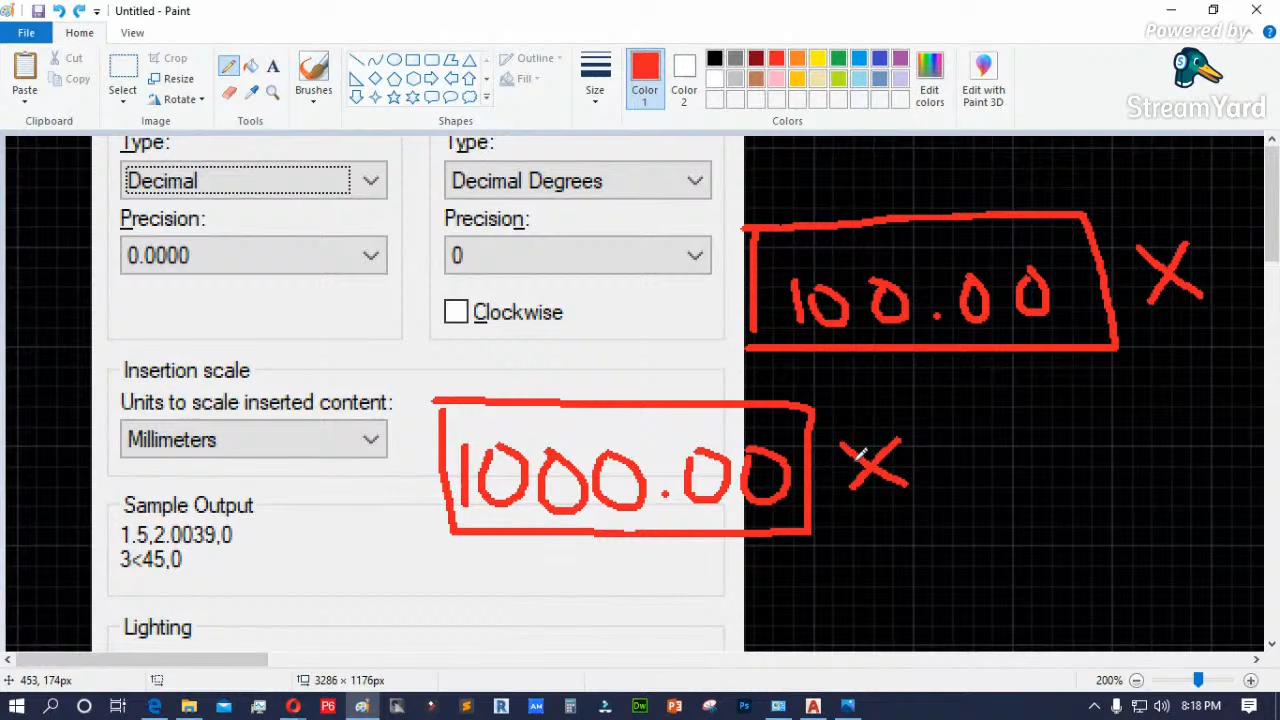 Untitled - Paint
File Home View
Powered by
StreamYard
Paste Cut Copy
Clipboard
Select Crop Resize Rotate
Image
A
Tools
Brushes
Shapes
Outline Fill
Size
Color 1 Color 2
Edit colors
Colors
Edit with Paint 3D
Type: Type:
Decimal Decimal Degrees
Precision: Precision:
0.0000 0
Clockwise
100.00 X
Insertion scale
Units to scale inserted content:
Millimeters
1000.00 X
Sample Output
1.5,2.0039,0
3<45,0
Lighting
453, 174px 3286 × 1176px 200%
P6 R AM Dw Ps A 8:18 PM